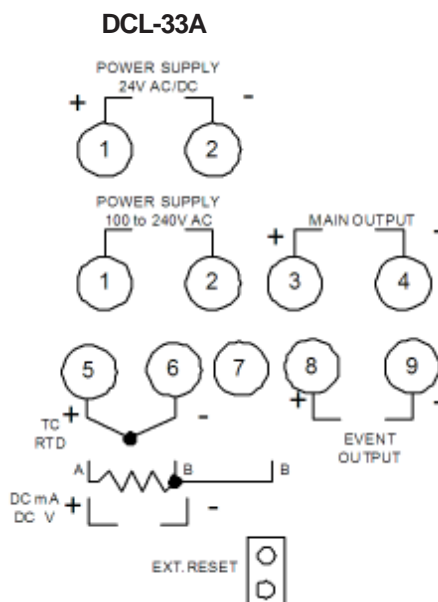 DCL-33A
POWER SUPPLY
24V AC/DC
+ -
1 2
POWER SUPPLY
100 to 240V AC
MAIN OUTPUT
+ -
1 2 3 4
5 6 7 8 9
+ - + -
TC
RTD
EVENT
OUTPUT
A B B
DC mA
DC V
+ -
EXT. RESET